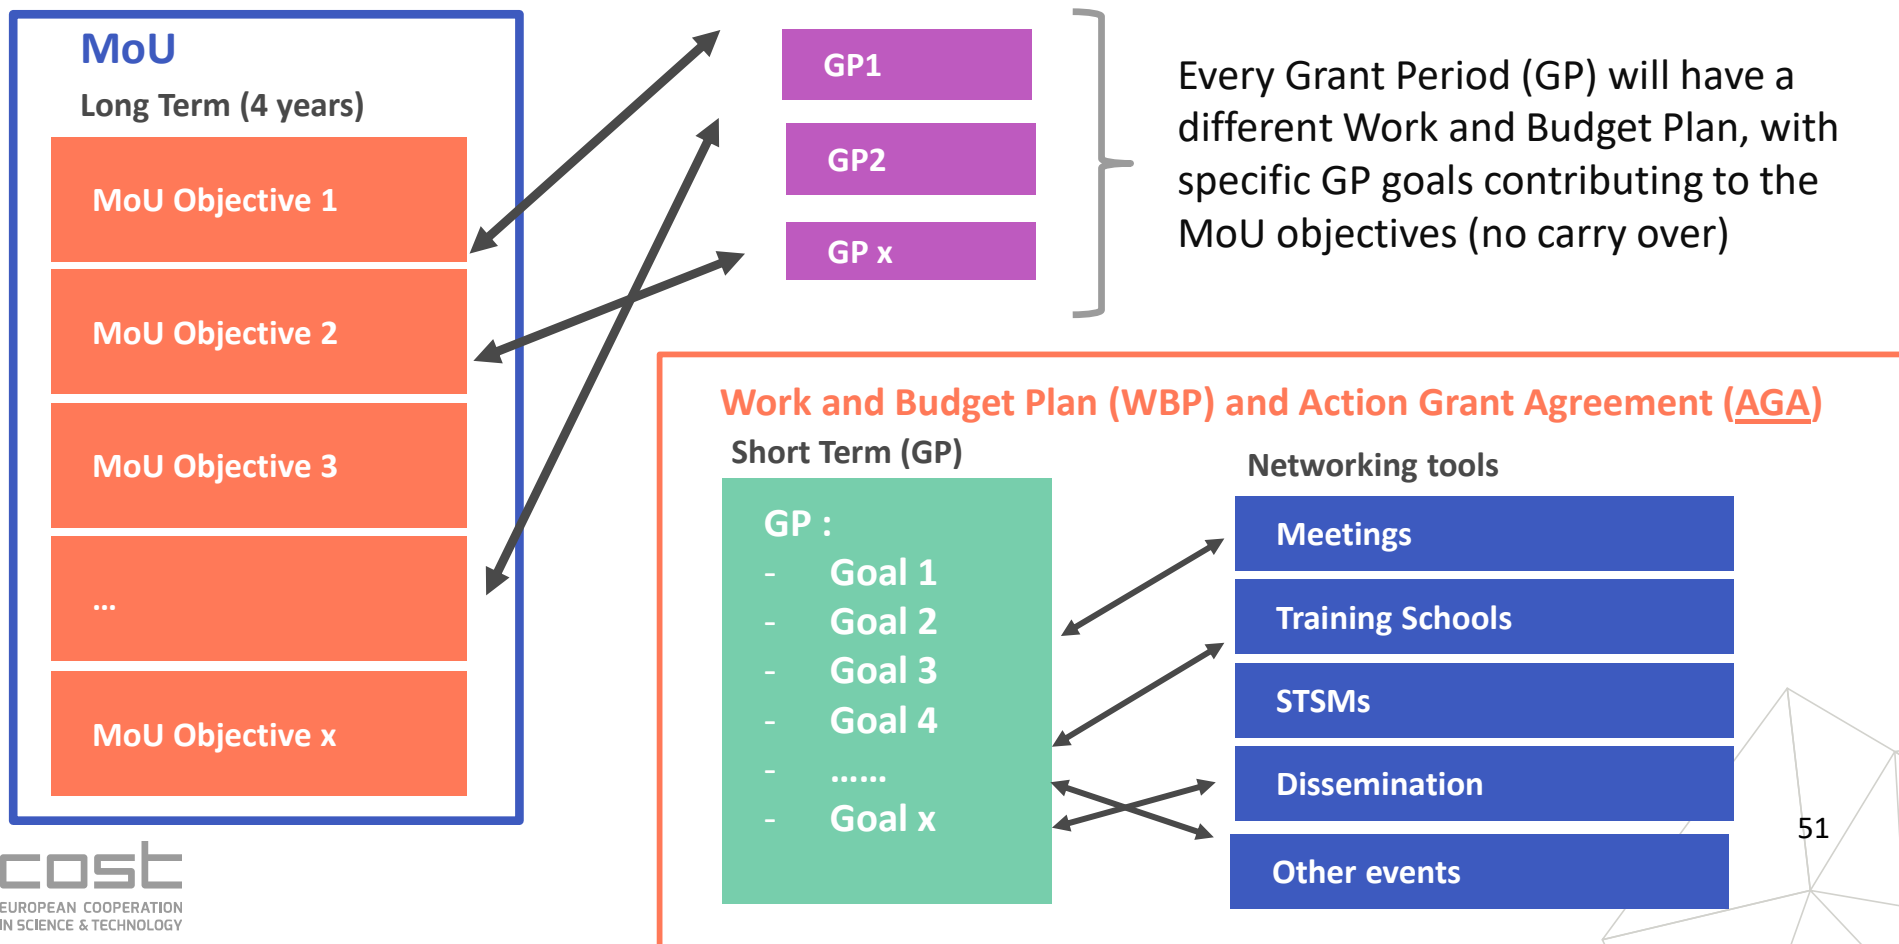 MoU
Long Term (4 years)
MoU Objective 1
MoU Objective 2
MoU Objective 3
...
MoU Objective x
GP1
GP2
GP x
Every Grant Period (GP) will have a
different Work and Budget Plan, with
specific GP goals contributing to the
MoU objectives (no carry over)
Work and Budget Plan (WBP) and Action Grant Agreement (AGA)
Short Term (GP)
GP :
- Goal 1
- Goal 2
- Goal 3
- Goal 4
- ......
- Goal x
Networking tools
Meetings
Training Schools
STSMs
Dissemination
Other events
51
cost
EUROPEAN COOPERATION
IN SCIENCE & TECHNOLOGY